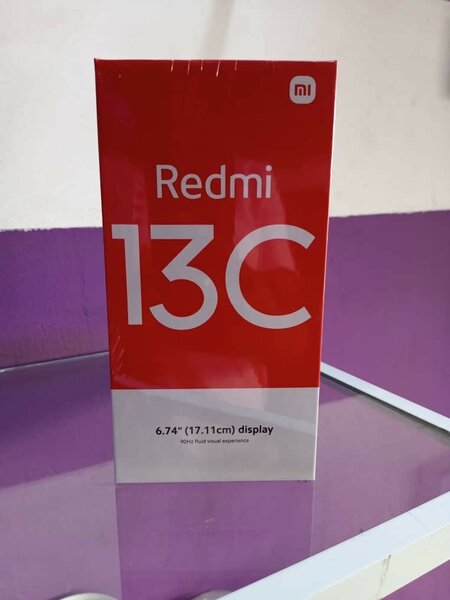 mi
Redmi
13C
6.74" (17.11cm) display
90Hz fluid visual experience